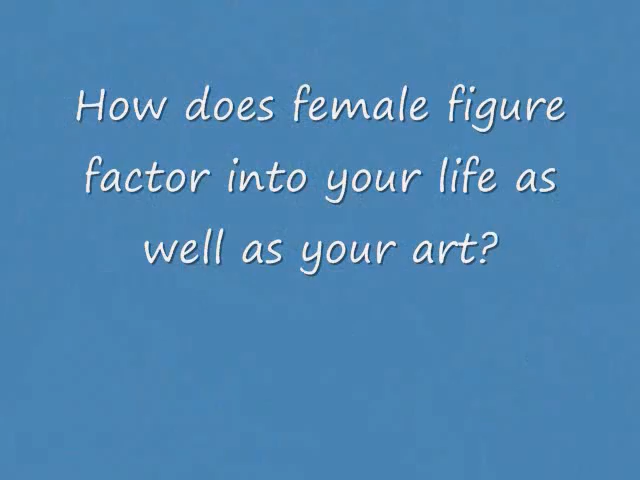 How does female figure
factor into your life as
well as your art?